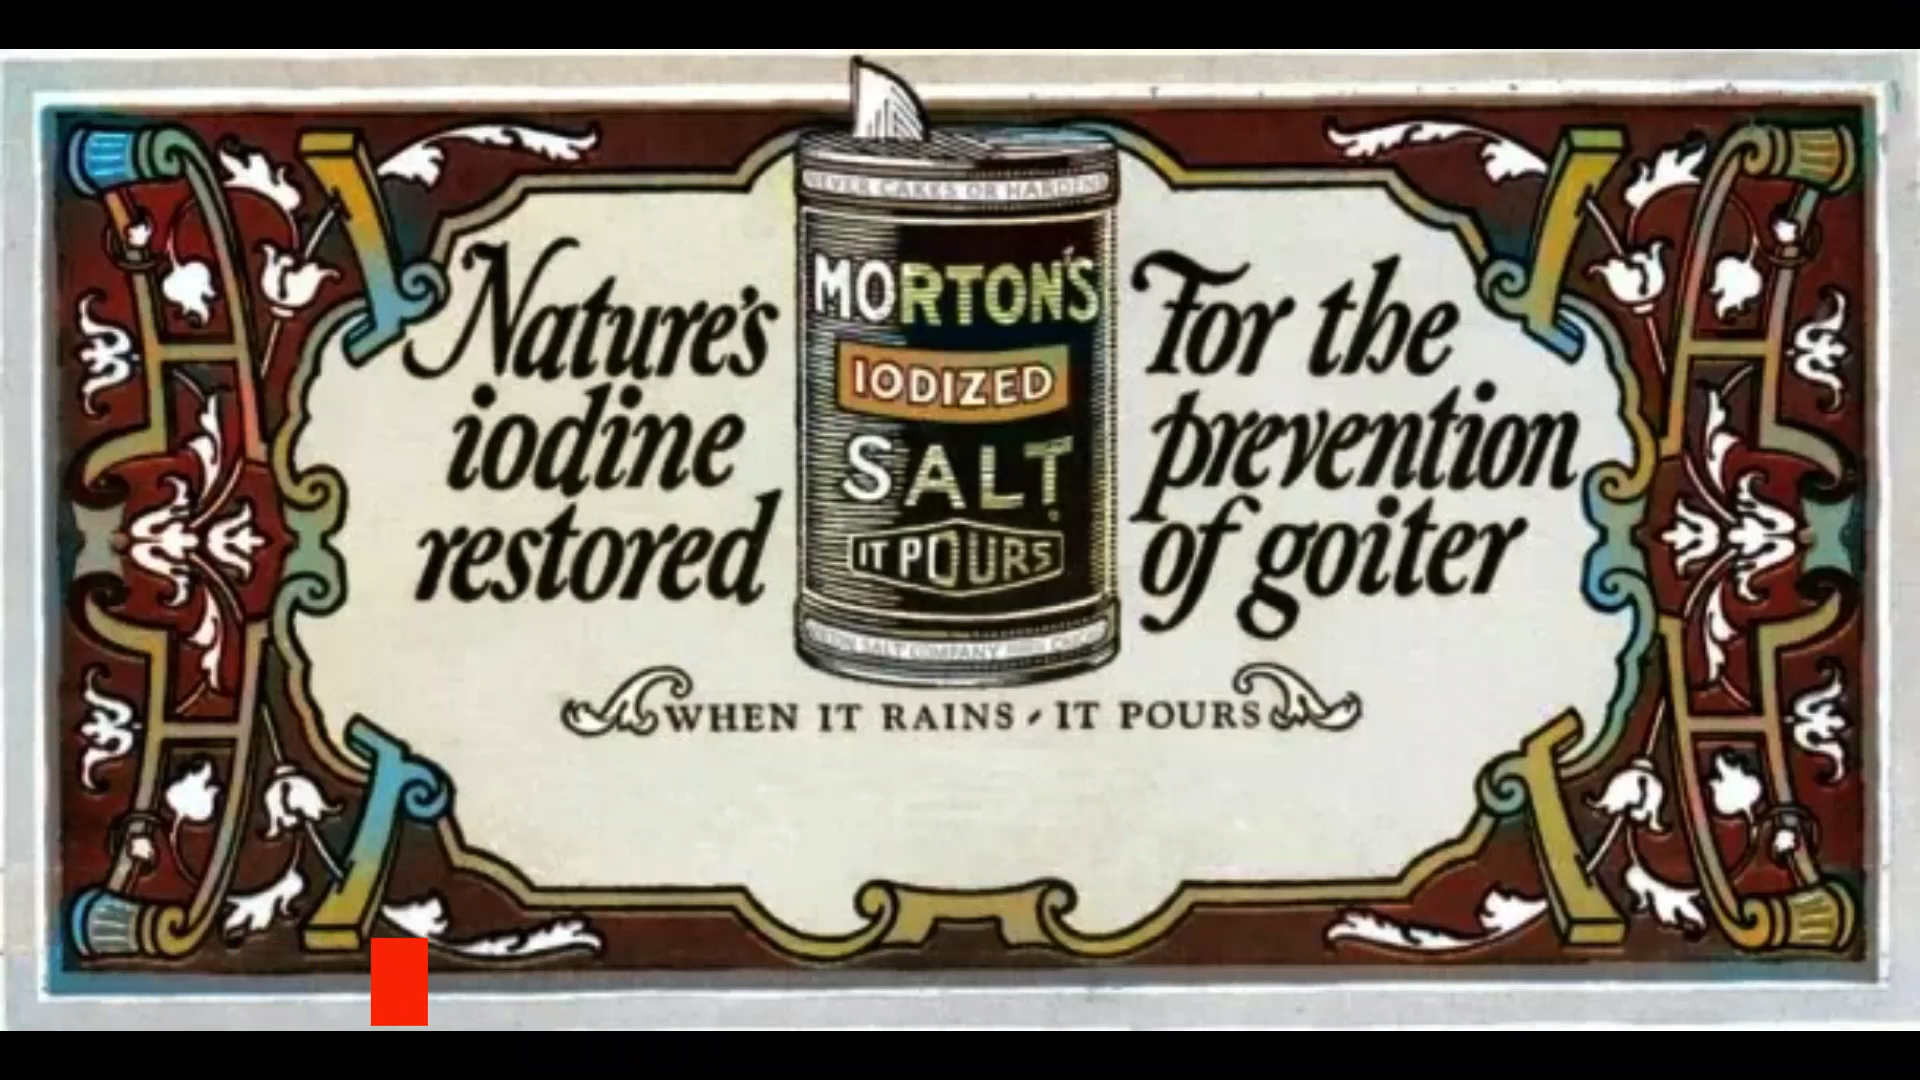 NEVER CAKES OR HARDENS
Nature's
iodine
restored
MORTON'S
IODIZED
SALT
IT POURS
SALT COMPANY
For the
prevention
of goiter
WHEN IT RAINS - IT POURS